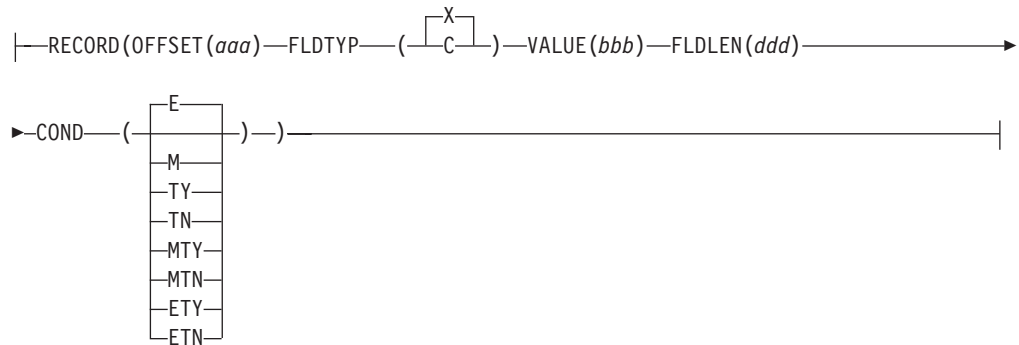 X
RECORD(OFFSET(aaa) FLDTYP ( C ) VALUE(bbb) FLDLEN(ddd)
E
COND ( ) )
M
TY
TN
MTY
MTN
ETY
ETN